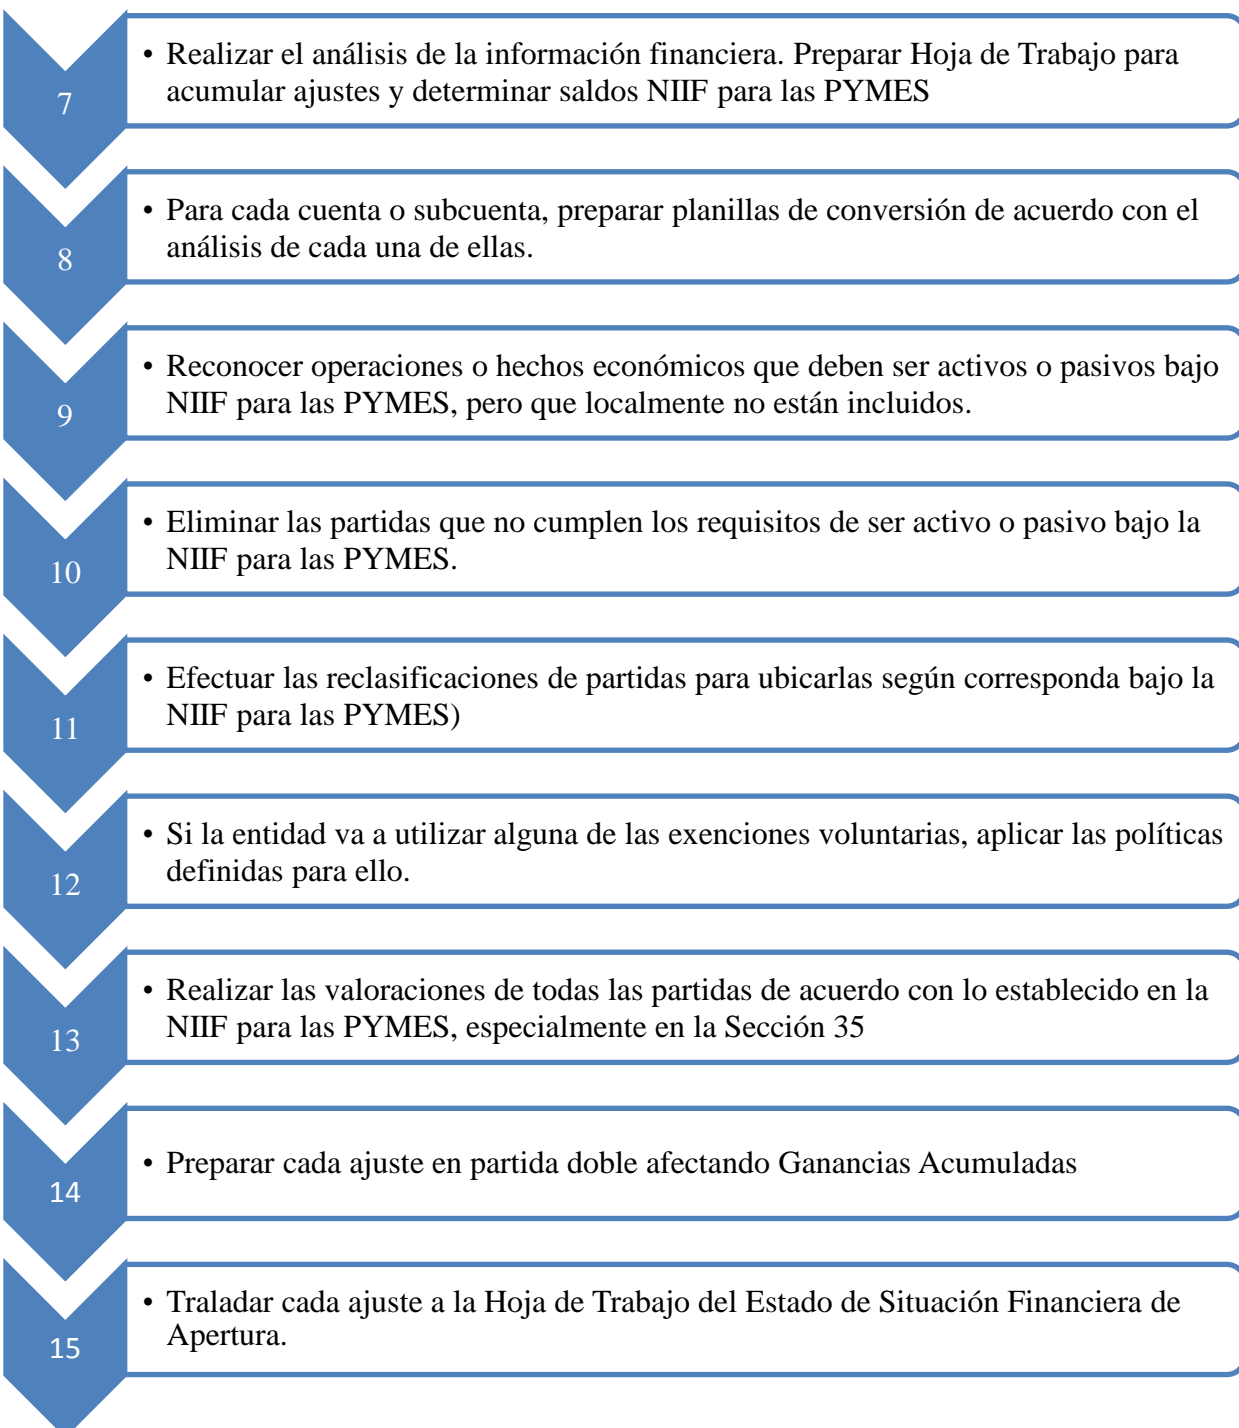 • Realizar el análisis de la información financiera. Preparar Hoja de Trabajo para
acumular ajustes y determinar saldos NIIF para las PYMES
7
• Para cada cuenta o subcuenta, preparar planillas de conversión de acuerdo con el
análisis de cada una de ellas.
8
• Reconocer operaciones o hechos económicos que deben ser activos o pasivos bajo
NIIF para las PYMES, pero que localmente no están incluidos.
9
• Eliminar las partidas que no cumplen los requisitos de ser activo o pasivo bajo la
NIIF para las PYMES.
10
• Efectuar las reclasificaciones de partidas para ubicarlas según corresponda bajo la
NIIF para las PYMES)
11
• Si la entidad va a utilizar alguna de las exenciones voluntarias, aplicar las políticas
definidas para ello.
12
• Realizar las valoraciones de todas las partidas de acuerdo con lo establecido en la
NIIF para las PYMES, especialmente en la Sección 35
13
• Preparar cada ajuste en partida doble afectando Ganancias Acumuladas
14
• Traladar cada ajuste a la Hoja de Trabajo del Estado de Situación Financiera de
Apertura.
15